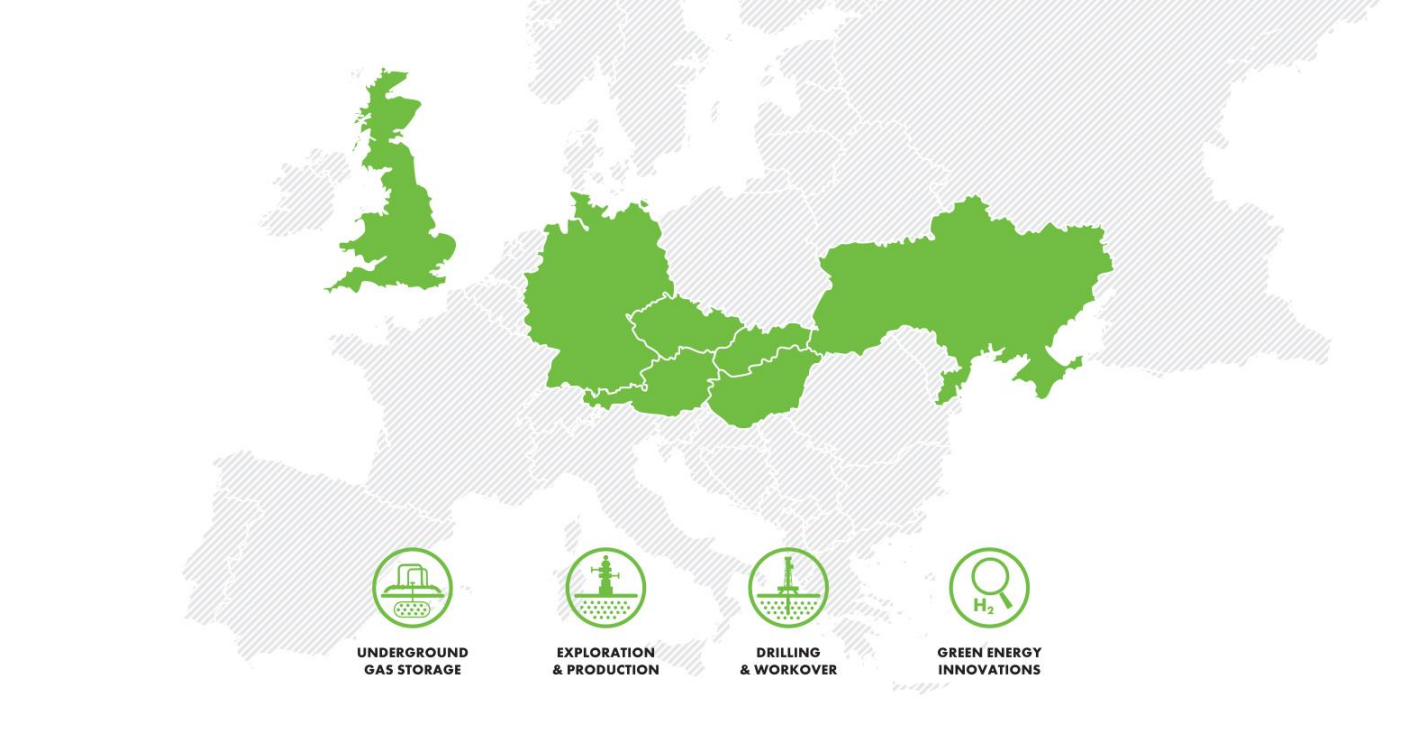 UNDERGROUND
GAS STORAGE
EXPLORATION
& PRODUCTION
DRILLING
& WORKOVER
H₂
GREEN ENERGY
INNOVATIONS